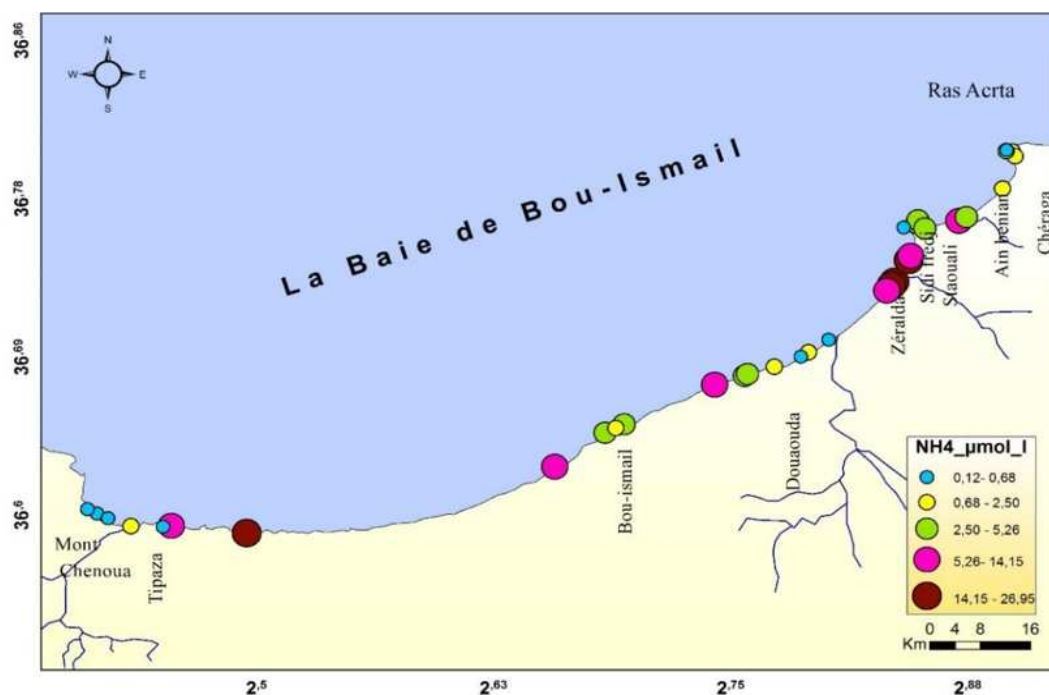 36,86
36,78
36,69
36,6
N
W E
S
Ras Acrta
La Baie de Bou-Ismail
Chéraga
Ain benian
Staouali
Sidi fredj
Zéralda
Douaouda
Bou-ismail
Tipaza
Mont
Chenoua
NH4_µmol_l
0,12- 0,68
0,68 - 2,50
2,50 - 5,26
5,26- 14,15
14,15 - 26,95
0 4 8 16
Km
2,5 2,63 2,75 2,88